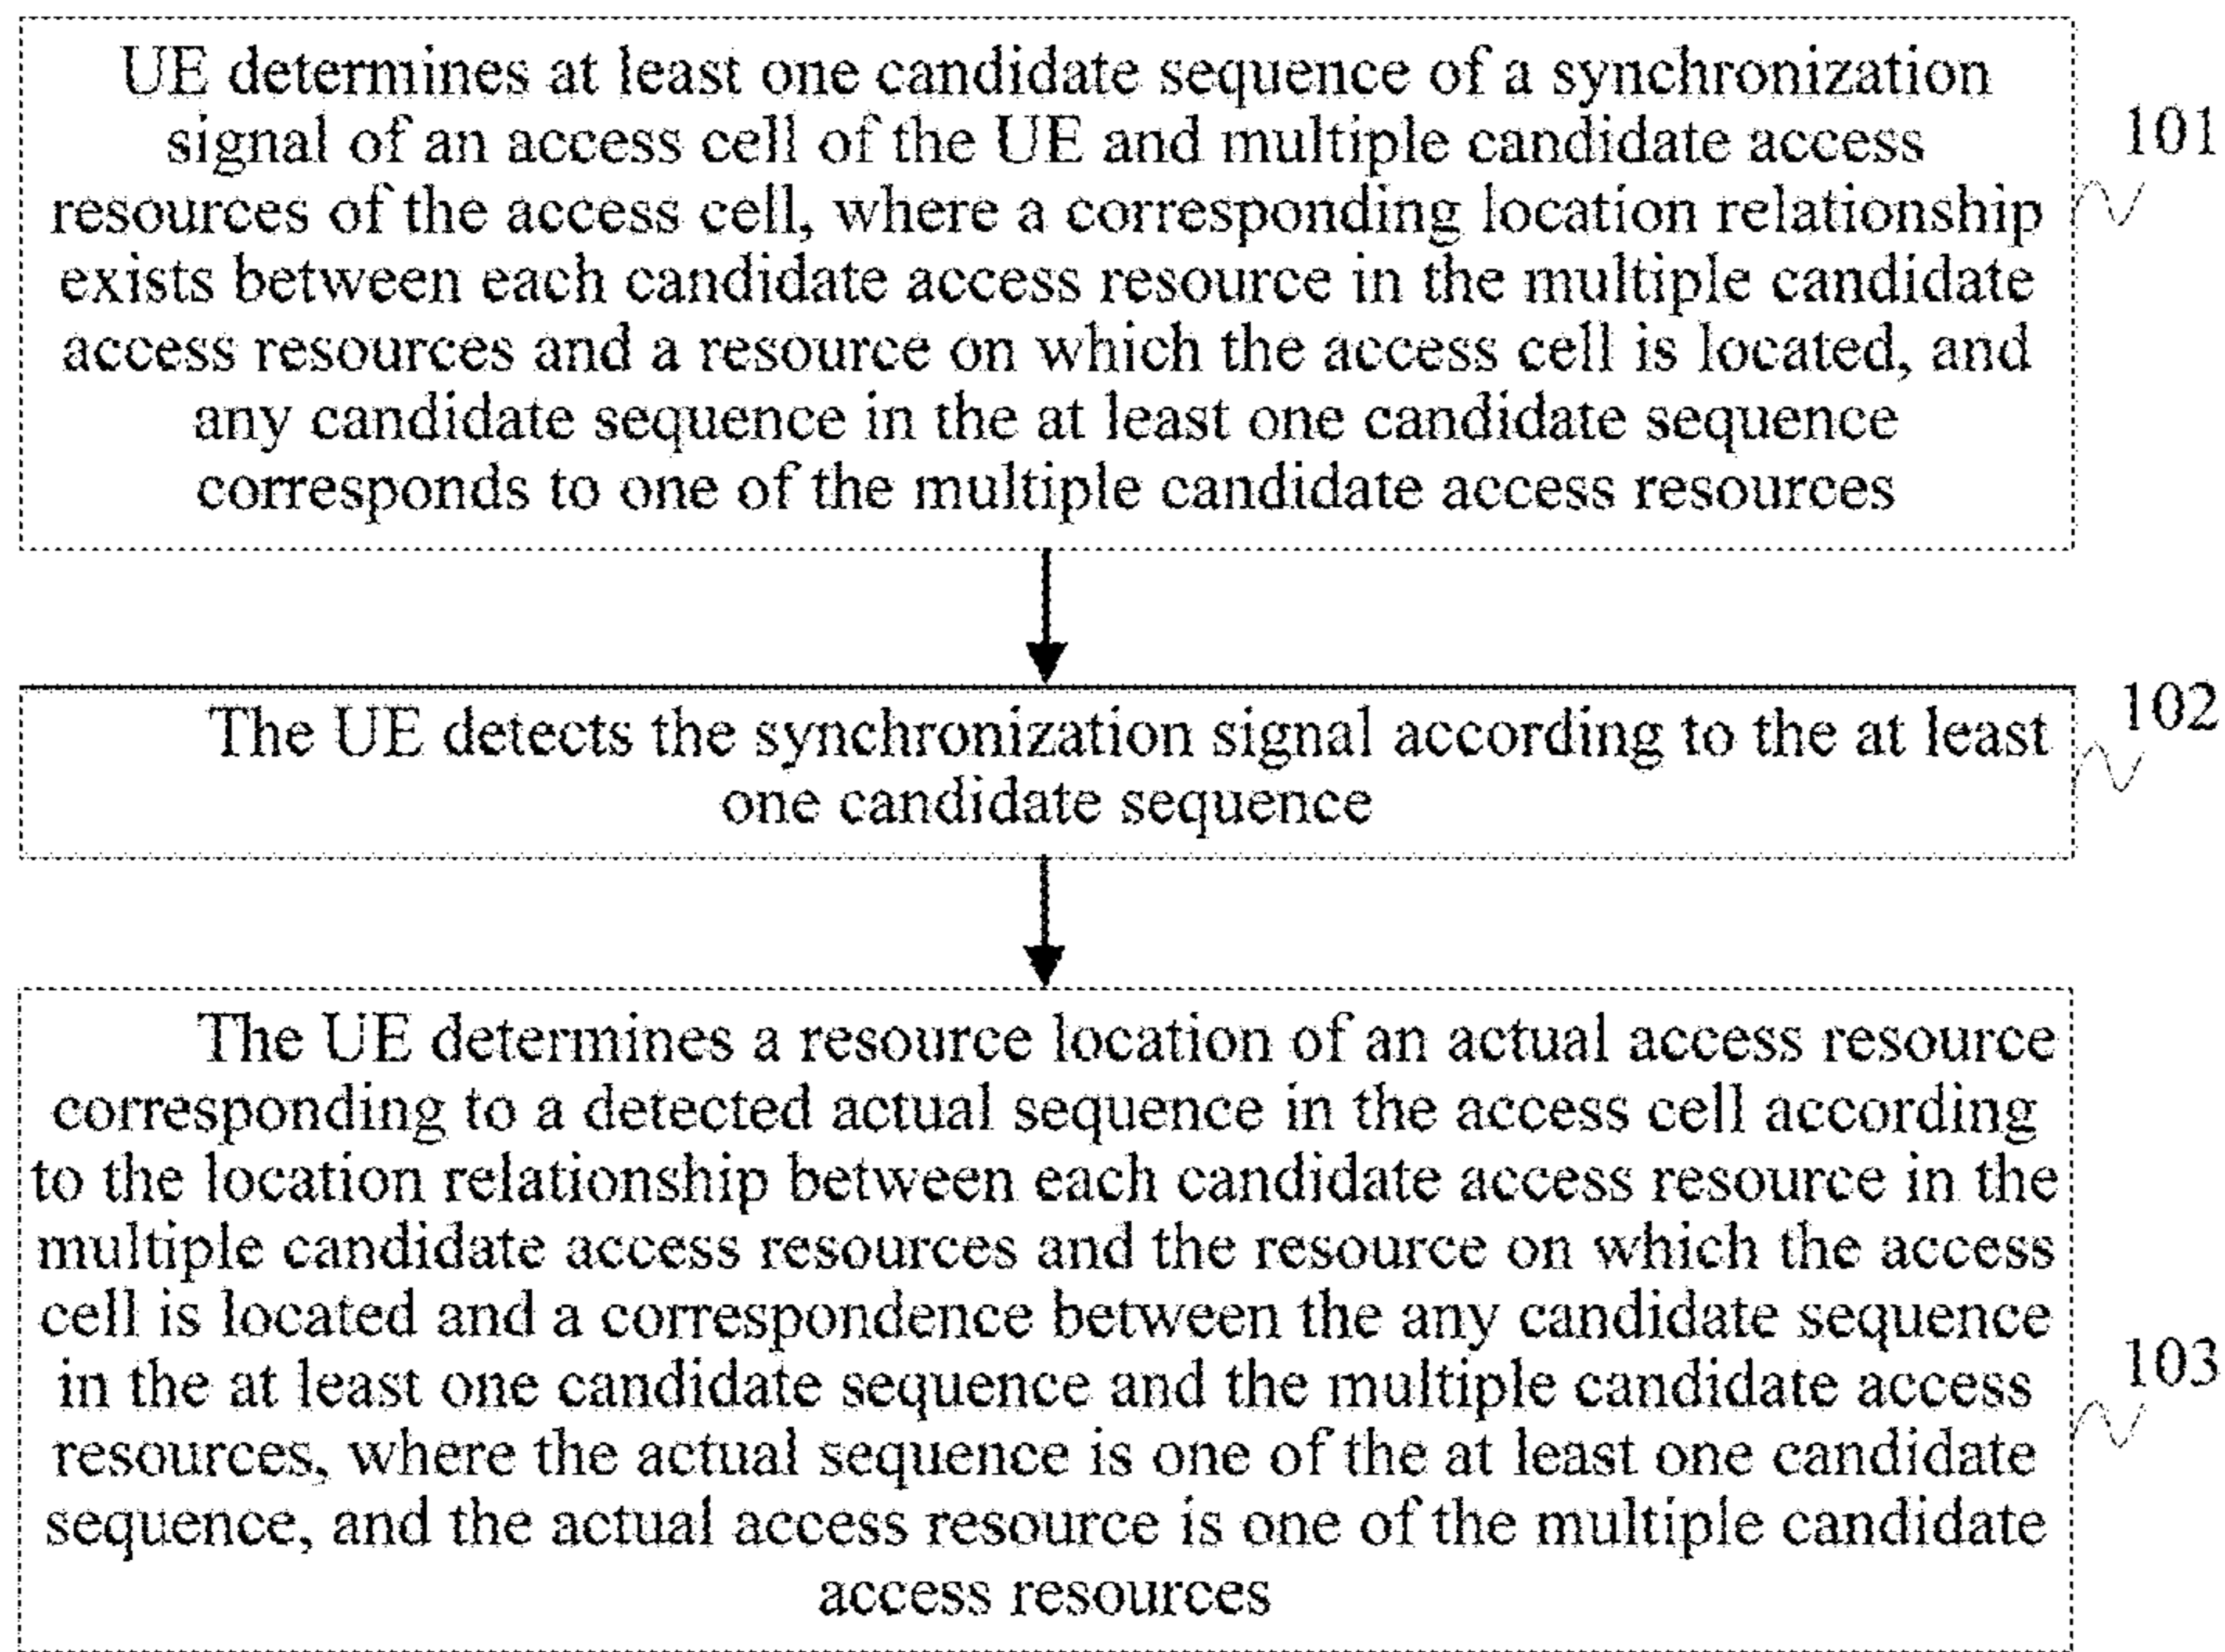 UE determines at least one candidate sequence of a synchronization
signal of an access cell of the UE and multiple candidate access
resources of the access cell, where a corresponding location relationship
exists between each candidate access resource in the multiple candidate
access resources and a resource on which the access cell is located, and
any candidate sequence in the at least one candidate sequence
corresponds to one of the multiple candidate access resources
101
The UE detects the synchronization signal according to the at least
one candidate sequence
102
The UE determines a resource location of an actual access resource
corresponding to a detected actual sequence in the access cell according
to the location relationship between each candidate access resource in the
multiple candidate access resources and the resource on which the access
cell is located and a correspondence between the any candidate sequence
in the at least one candidate sequence and the multiple candidate access
resources, where the actual sequence is one of the at least one candidate
sequence, and the actual access resource is one of the multiple candidate
access resources
103